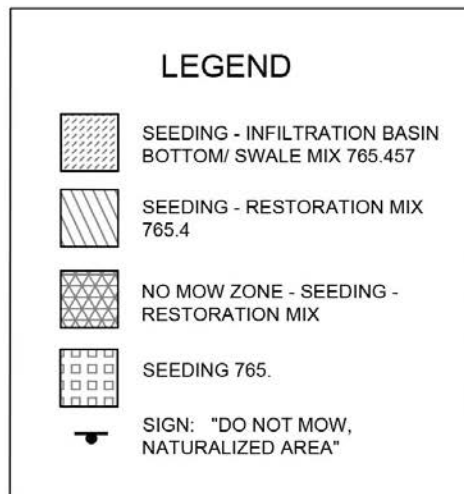 LEGEND
SEEDING - INFILTRATION BASIN
BOTTOM/ SWALE MIX 765.457
SEEDING - RESTORATION MIX
765.4
NO MOW ZONE - SEEDING -
RESTORATION MIX
SEEDING 765.
SIGN: "DO NOT MOW,
NATURALIZED AREA"